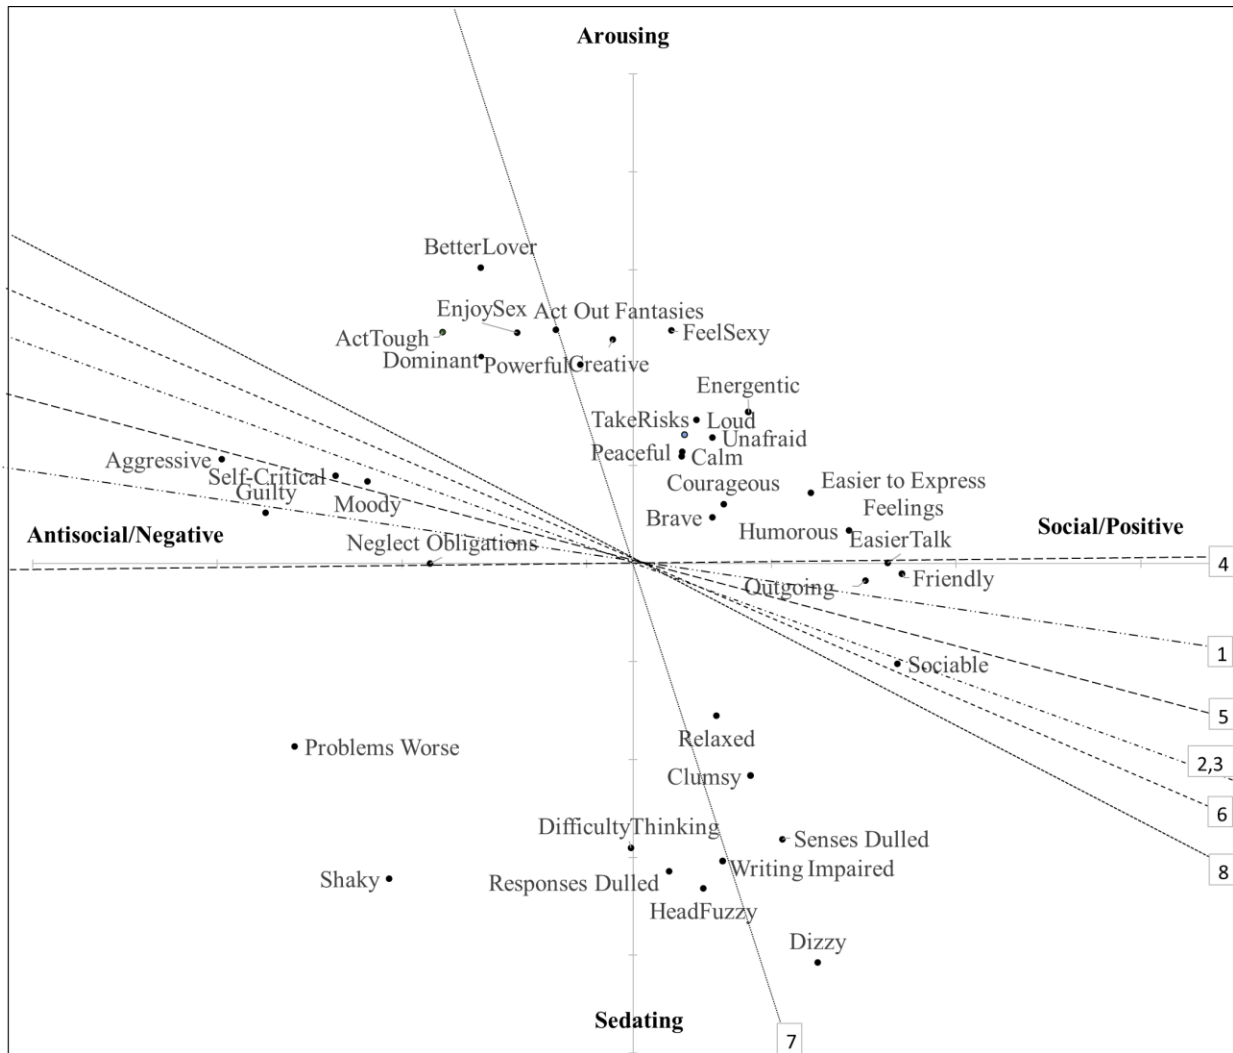 Arousing
BetterLover
EnjoySex
Act Out Fantasies
ActTough
FeelSexy
Dominant
PowerfulCreative
Energentic
TakeRisks
Loud
Unafraid
Peaceful
Calm
Aggressive
Self-Critical
Guilty
Moody
Courageous
Easier to Express
Feelings
Brave
Humorous
Antisocial/Negative
Social/Positive
Neglect Obligations
EasierTalk
4
Outgoing
Friendly
1
Sociable
5
Relaxed
Problems Worse
2,3
Clumsy
6
DifficultyThinking
Senses Dulled
8
Shaky
Responses Dulled
Writing Impaired
HeadFuzzy
Dizzy
Sedating
7